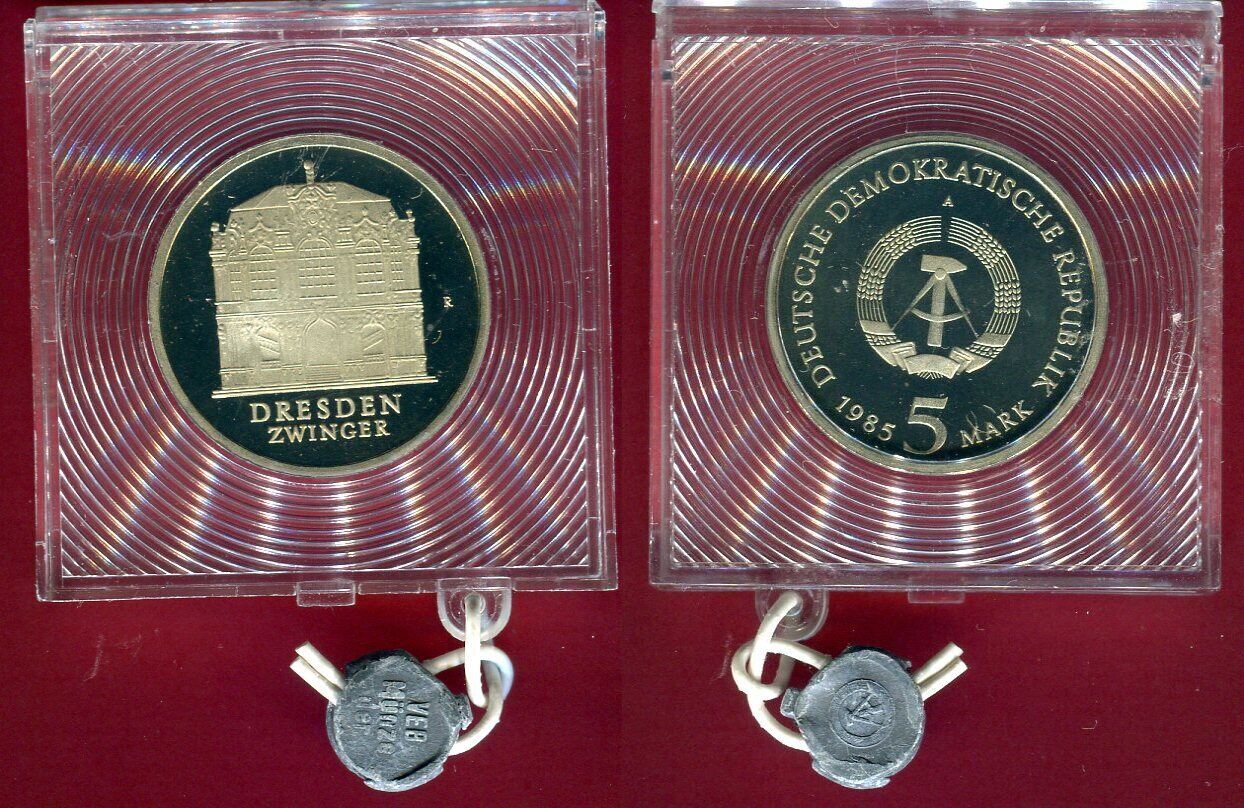 R
DRESDEN
ZWINGER
VEB
MÜNZE
DEUTSCHE DEMOKRATISCHE REPUBLIK
A
1985 5 MARK